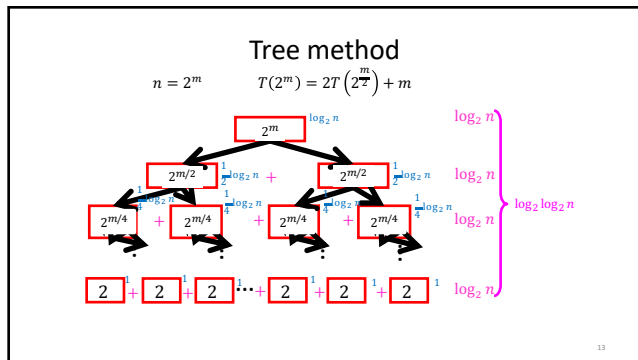 Tree method
n = 2^m    T(2^m) = 2T(2^{m/2}) + m
2^m log₂ n    log₂ n
2^{m/2} 1/2 log₂ n + 2^{m/2} 1/2 log₂ n    log₂ n
2^{m/4} 1/4 log₂ n + 2^{m/4} 1/4 log₂ n + 2^{m/4} 1/4 log₂ n + 2^{m/4} 1/4 log₂ n    log₂ n    log₂ log₂ n
⋮ ⋮ ⋮ ⋮
2 1 + 2 1 + 2 1 ⋯ + 2 1 + 2 1 + 2 1    log₂ n
13